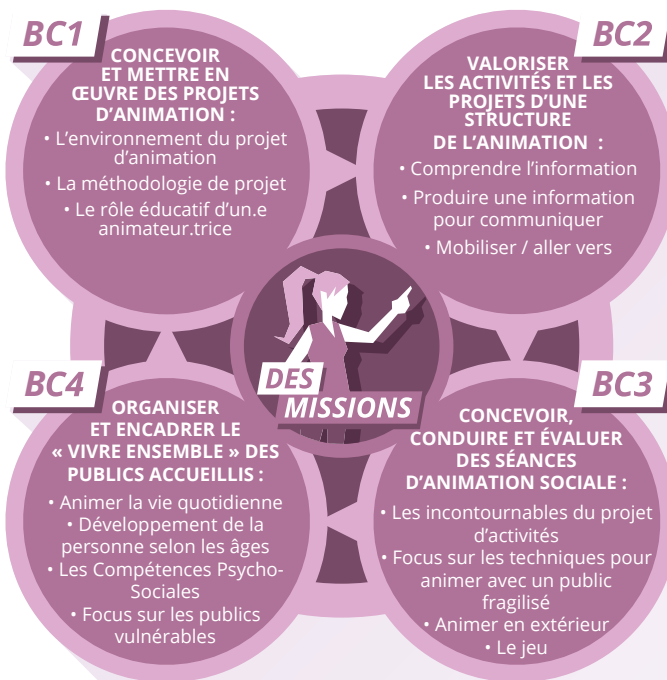 BC1
CONCEVOIR
ET METTRE EN
ŒUVRE DES PROJETS
D’ANIMATION :
• L’environnement du projet
d’animation
• La méthodologie de projet
• Le rôle éducatif d’un.e
animateur.trice
BC2
VALORISER
LES ACTIVITÉS ET LES
PROJETS D’UNE
STRUCTURE
DE L’ANIMATION :
• Comprendre l’information
• Produire une information
pour communiquer
• Mobiliser / aller vers
DES
MISSIONS
BC4
ORGANISER
ET ENCADRER LE
« VIVRE ENSEMBLE » DES
PUBLICS ACCUEILLIS :
• Animer la vie quotidienne
• Développement de la
personne selon les âges
• Les Compétences Psycho-
Sociales
• Focus sur les publics
vulnérables
BC3
CONCEVOIR,
CONDUIRE ET ÉVALUER
DES SÉANCES
D’ANIMATION SOCIALE :
• Les incontournables du projet
d’activités
• Focus sur les techniques pour
animer avec un public
fragilisé
• Animer en extérieur
• Le jeu